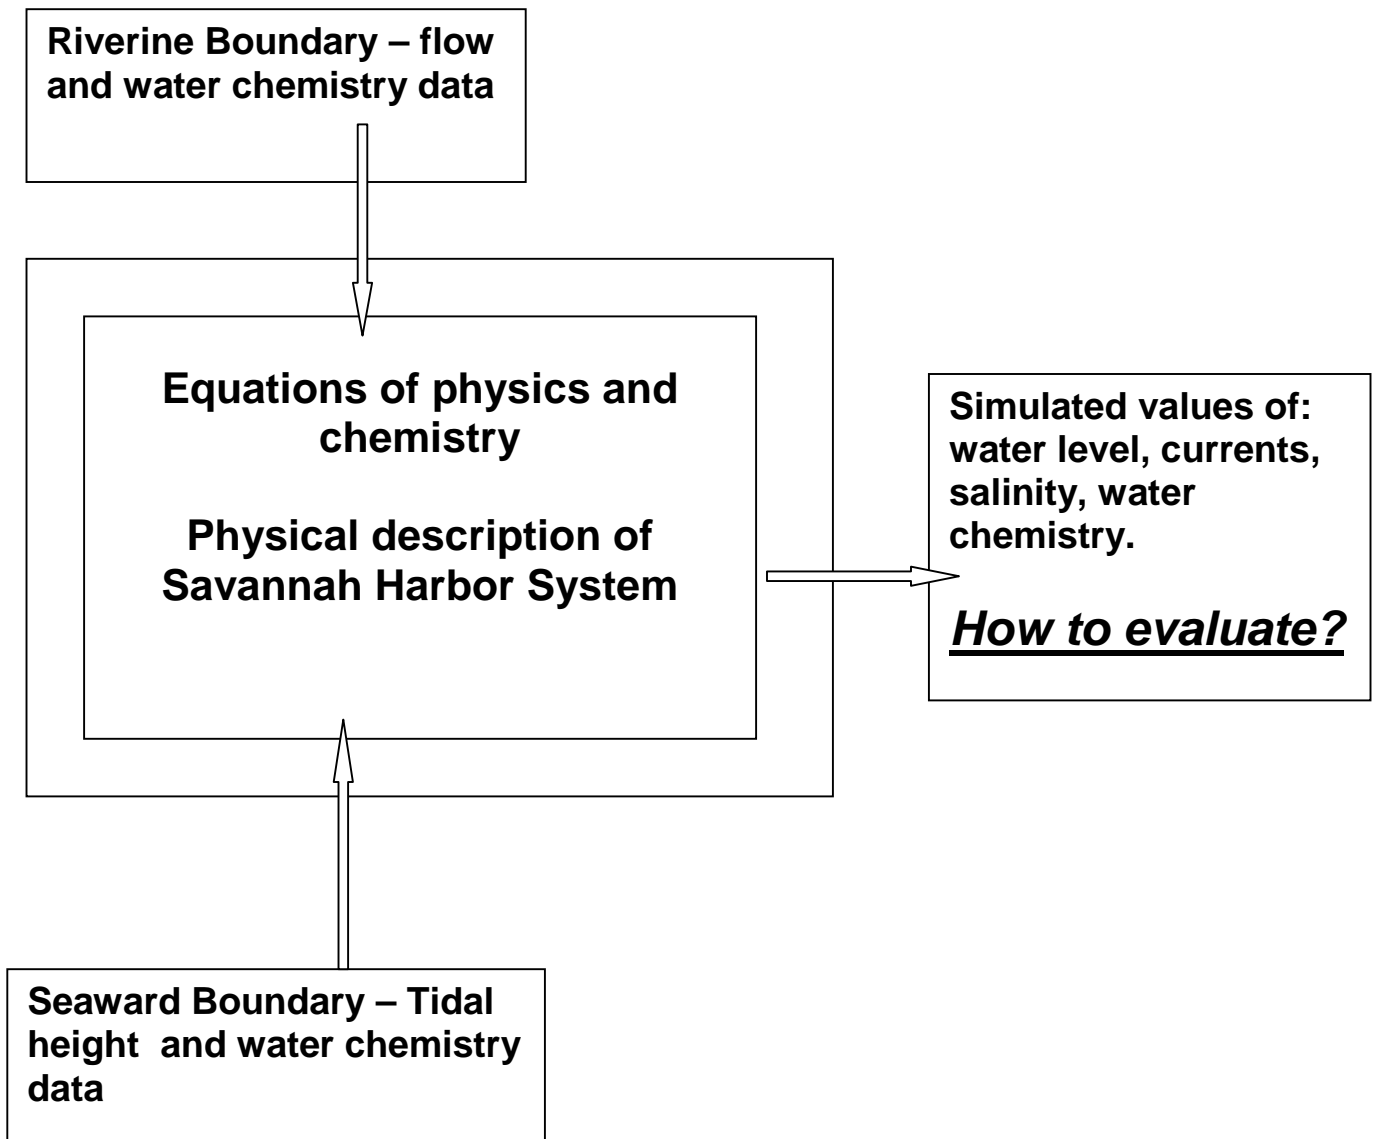 Riverine Boundary – flow
and water chemistry data
Equations of physics and
chemistry
Physical description of
Savannah Harbor System
Simulated values of:
water level, currents,
salinity, water
chemistry.
How to evaluate?
Seaward Boundary – Tidal
height  and water chemistry
data